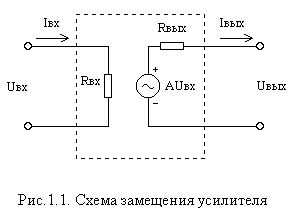 Iвх
Rвых
Iвых
+
Uвх
Rвх
AUвх
Uвых
−
Рис.1.1. Схема замещения усилителя